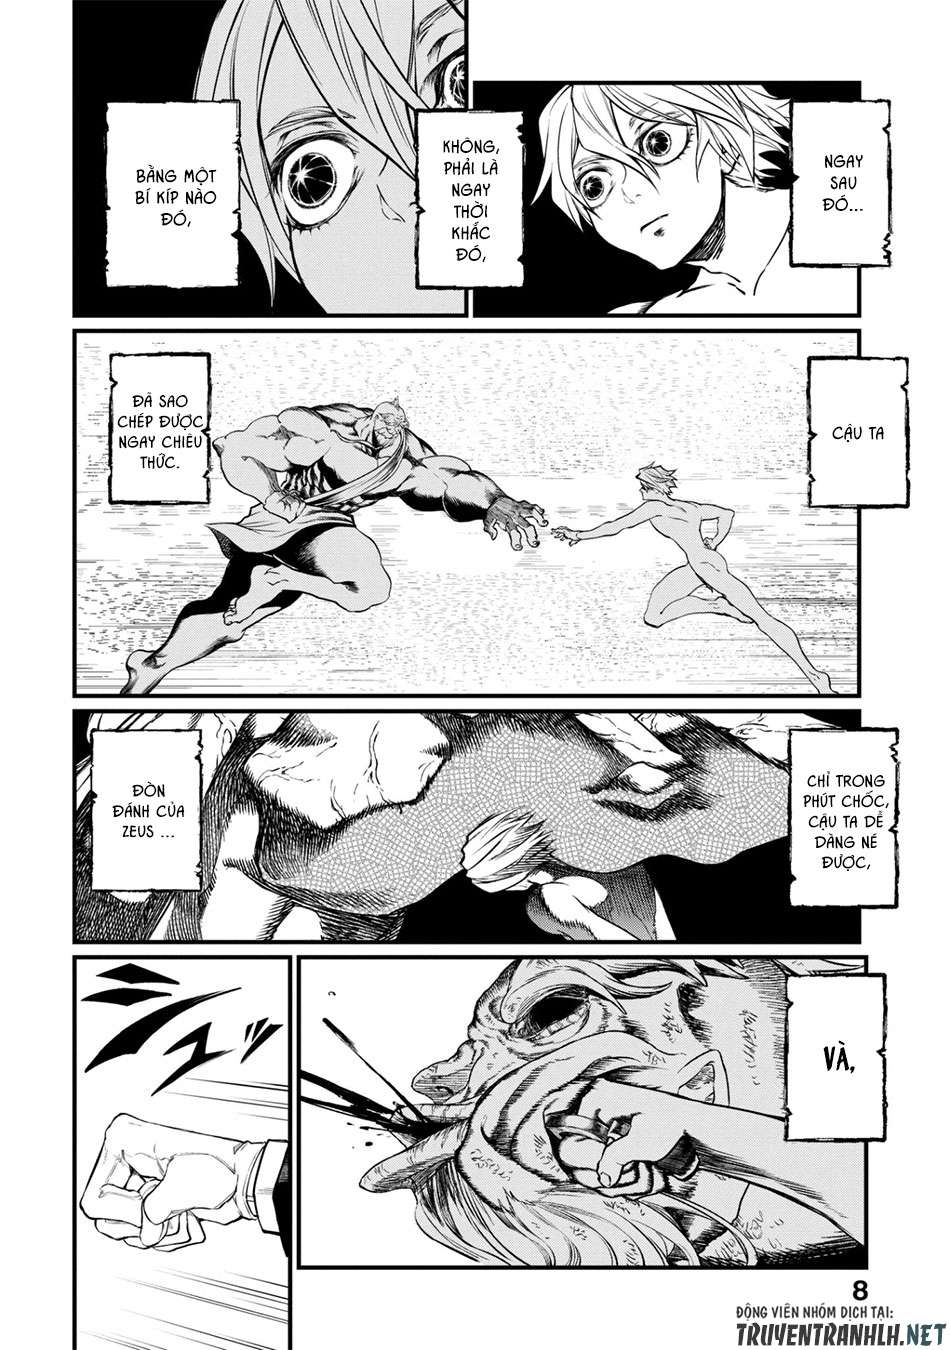 NGAY
SAU
ĐÓ...
KHÔNG,
PHẢI LÀ
NGAY
THỜI
KHẮC
ĐÓ,
BẰNG MỘT
BÍ KÍP NÀO
ĐÓ,
CẬU TA
ĐÃ SAO
CHÉP ĐƯỢC
NGAY CHIÊU
THỨC.
CHỈ TRONG
PHÚT CHỐC,
CẬU TA DỄ
DÀNG NÉ
ĐƯỢC,
ĐÒN
ĐÁNH CỦA
ZEUS ...
VÀ,
8
ĐỘNG VIÊN NHÓM DỊCH TẠI:
TRUYENTRANHLH.NET